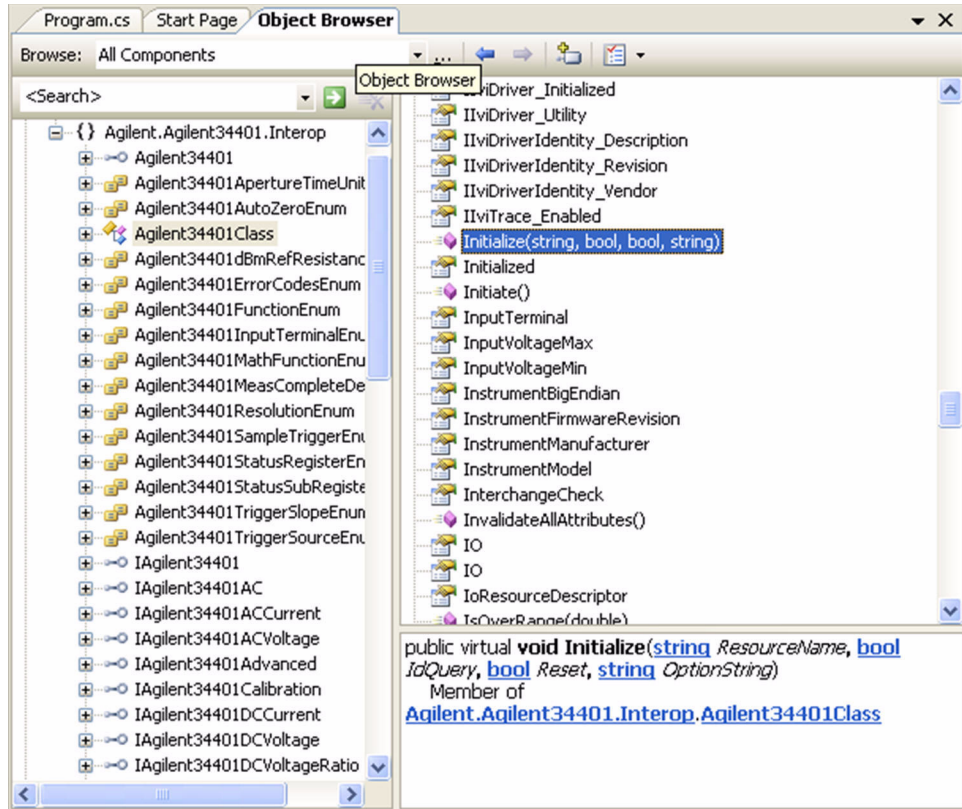 Program.cs Start Page Object Browser
Browse: All Components ...
Object Browser
<Search>
{} Agilent.Agilent34401.Interop
Agilent34401
Agilent34401ApertureTimeUnit
Agilent34401AutoZeroEnum
Agilent34401Class
Agilent34401dBmRefResistanc
Agilent34401ErrorCodesEnum
Agilent34401FunctionEnum
Agilent34401InputTerminalEnu
Agilent34401MathFunctionEnu
Agilent34401MeasCompleteDe
Agilent34401ResolutionEnum
Agilent34401SampleTriggerEnu
Agilent34401StatusRegisterEn
Agilent34401StatusSubRegiste
Agilent34401TriggerSlopeEnum
Agilent34401TriggerSourceEnu
IAgilent34401
IAgilent34401AC
IAgilent34401ACCurrent
IAgilent34401ACVoltage
IAgilent34401Advanced
IAgilent34401Calibration
IAgilent34401DCCurrent
IAgilent34401DCVoltage
IAgilent34401DCVoltageRatio
IIviDriver_Initialized
IIviDriver_Utility
IIviDriverIdentity_Description
IIviDriverIdentity_Revision
IIviDriverIdentity_Vendor
IIviTrace_Enabled
Initialize(string, bool, bool, string)
Initialized
Initiate()
InputTerminal
InputVoltageMax
InputVoltageMin
InstrumentBigEndian
InstrumentFirmwareRevision
InstrumentManufacturer
InstrumentModel
InterchangeCheck
InvalidateAllAttributes()
IO
IO
IoResourceDescriptor
IsOverRange(double)
public virtual void Initialize(string ResourceName, bool
IdQuery, bool Reset, string OptionString)
Member of
Agilent.Agilent34401.Interop.Agilent34401Class